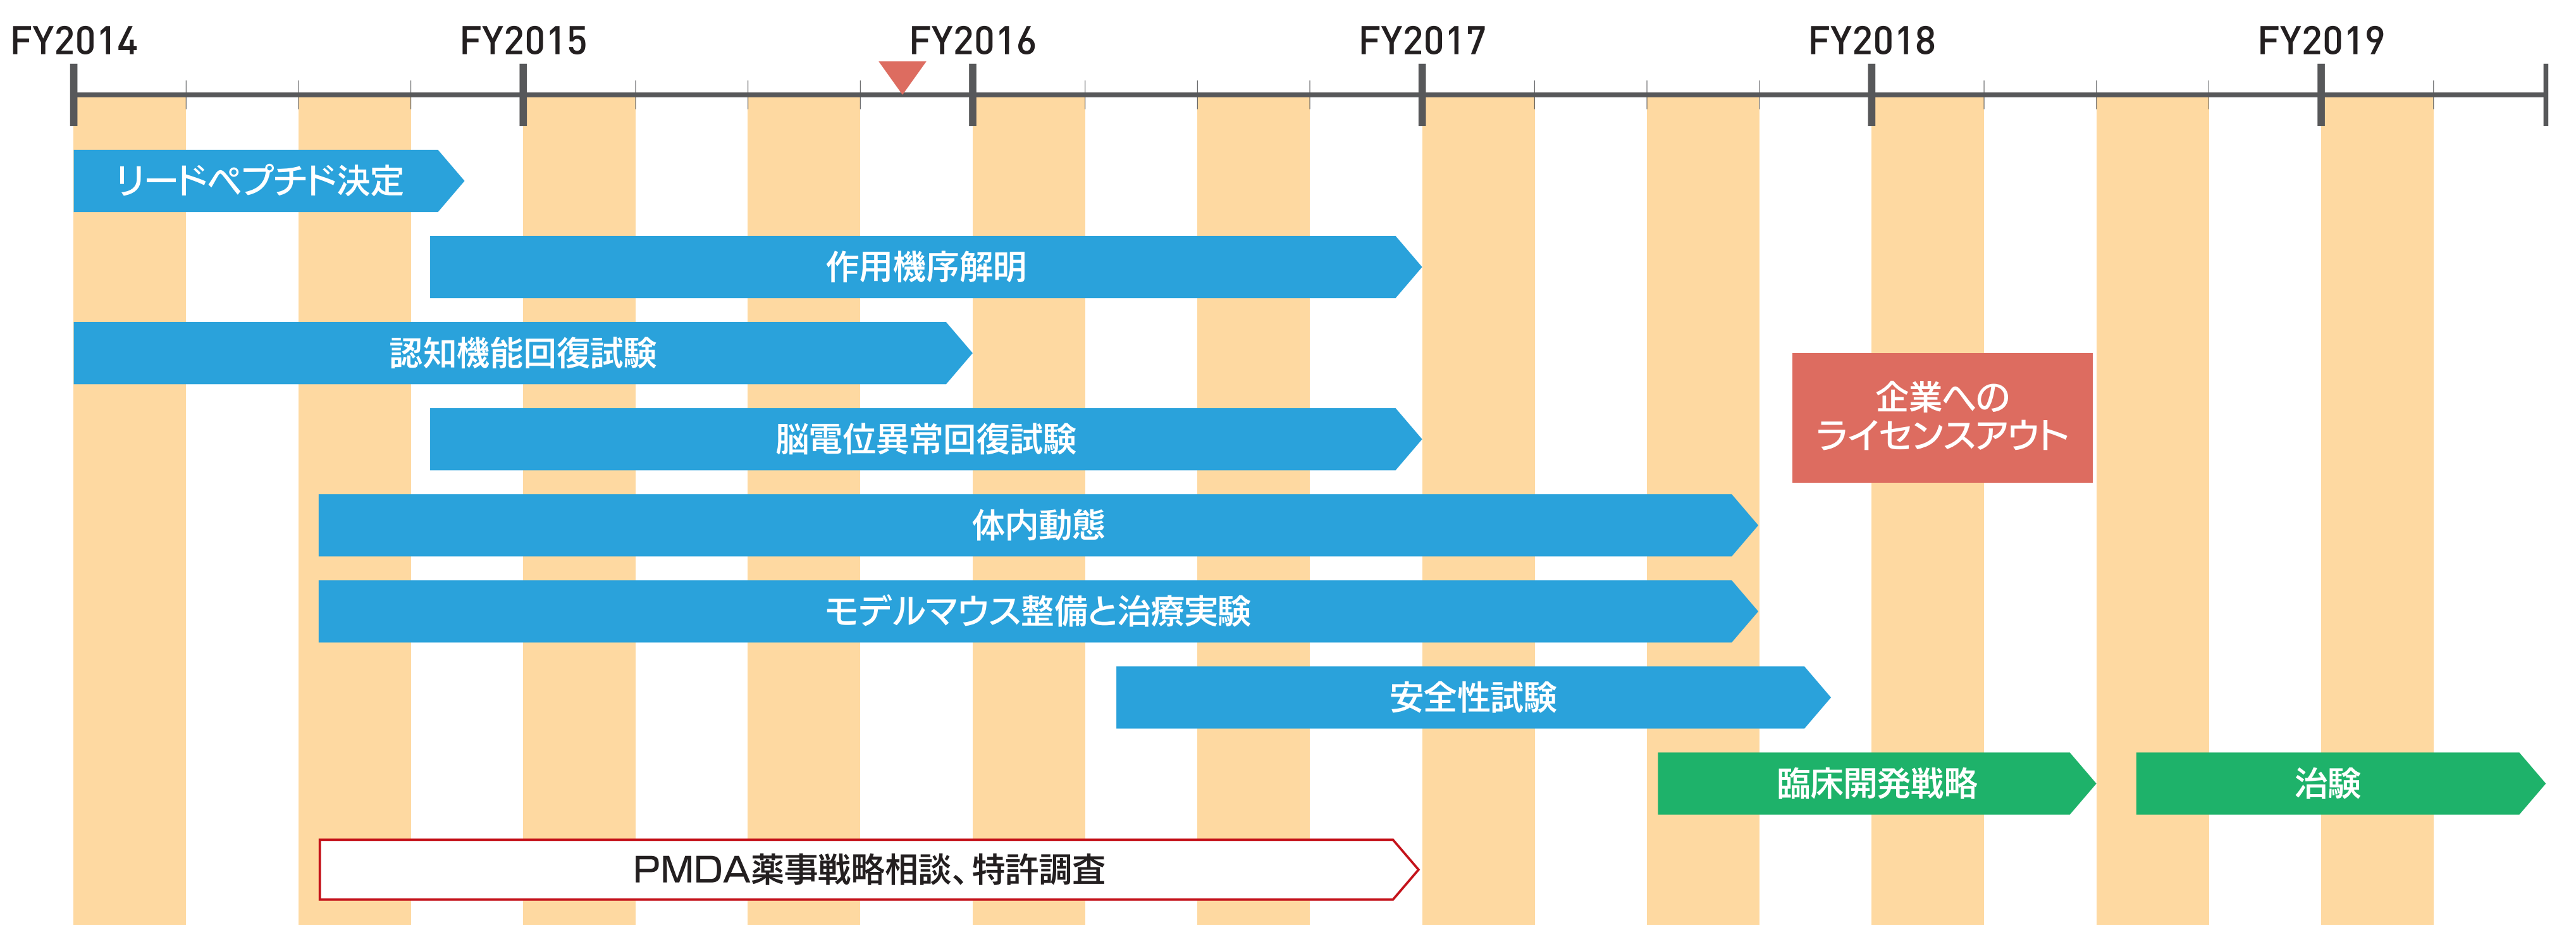 FY2014
FY2015
FY2016
FY2017
FY2018
FY2019
リードペプチド決定
作用機序解明
認知機能回復試験
企業への
ライセンスアウト
脳電位異常回復試験
体内動態
モデルマウス整備と治療実験
安全性試験
臨床開発戦略
治験
PMDA薬事戦略相談、特許調査